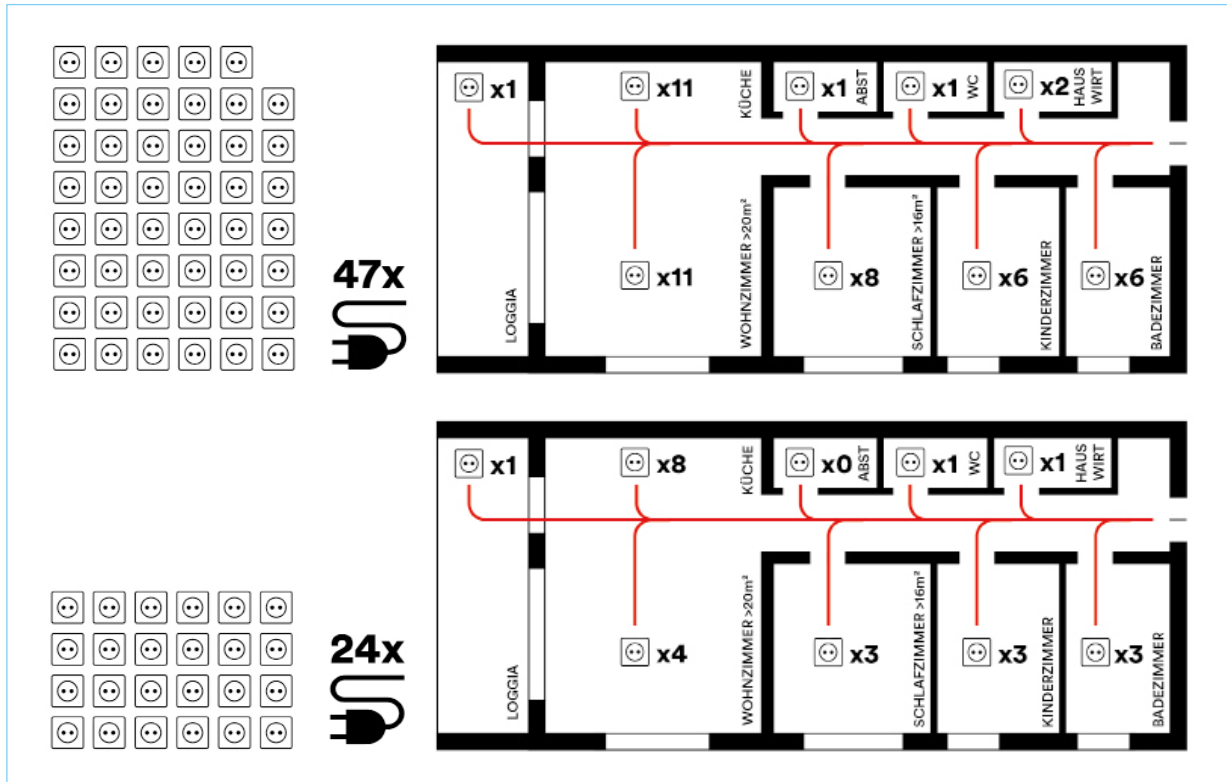 x1
x11
KÜCHE
x1
ABST
x1
WC
x2
HAUS
WIRT
47x
LOGGIA
x11
WOHNZIMMER >20m²
x8
SCHLAFZIMMER >16m²
x6
KINDERZIMMER
x6
BADEZIMMER
x1
x8
KÜCHE
x0
ABST
x1
WC
x1
HAUS
WIRT
24x
LOGGIA
x4
WOHNZIMMER >20m²
x3
SCHLAFZIMMER >16m²
x3
KINDERZIMMER
x3
BADEZIMMER